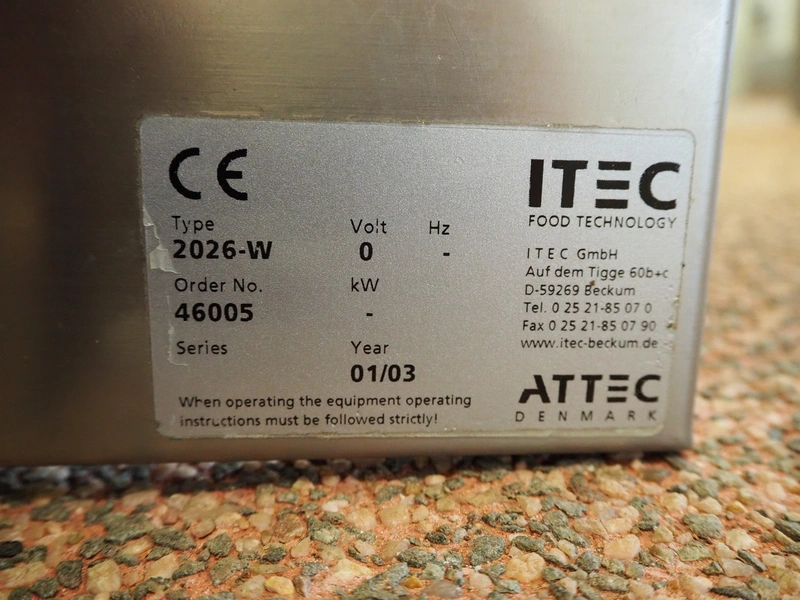 CE
Type
2026-W
Volt
0
Hz
-
Order No.
46005
kW
-
Series
Year
01/03
When operating the equipment operating
instructions must be followed strictly!
ITEC
FOOD TECHNOLOGY
ITEC GmbH
Auf dem Tigge 60b+c
D-59269 Beckum
Tel. 0 25 21-85 07 0
Fax 0 25 21-85 07 90
www.itec-beckum.de
ATTEC
DENMARK